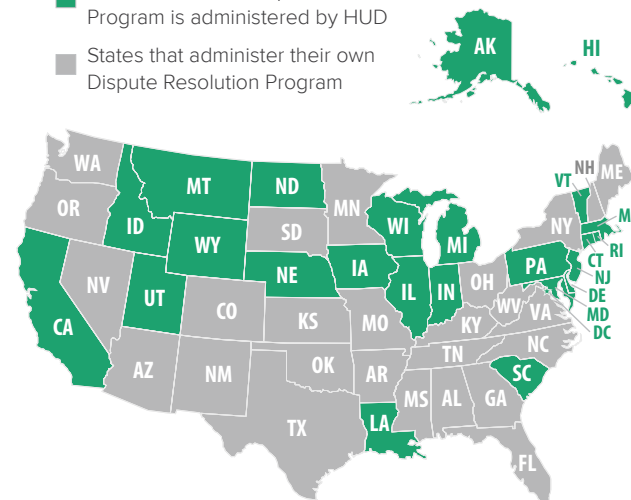 Program is administered by HUD
States that administer their own
Dispute Resolution Program
AK
HI
WA
MT
ND
MN
VT
NH
ME
OR
ID
WY
SD
WI
MI
NY
M
RI
CT
NJ
DE
MD
DC
NE
IA
PA
NV
UT
CO
IL
IN
OH
WV
VA
CA
KS
MO
KY
NC
AZ
NM
OK
AR
TN
SC
MS
AL
GA
TX
LA
FL